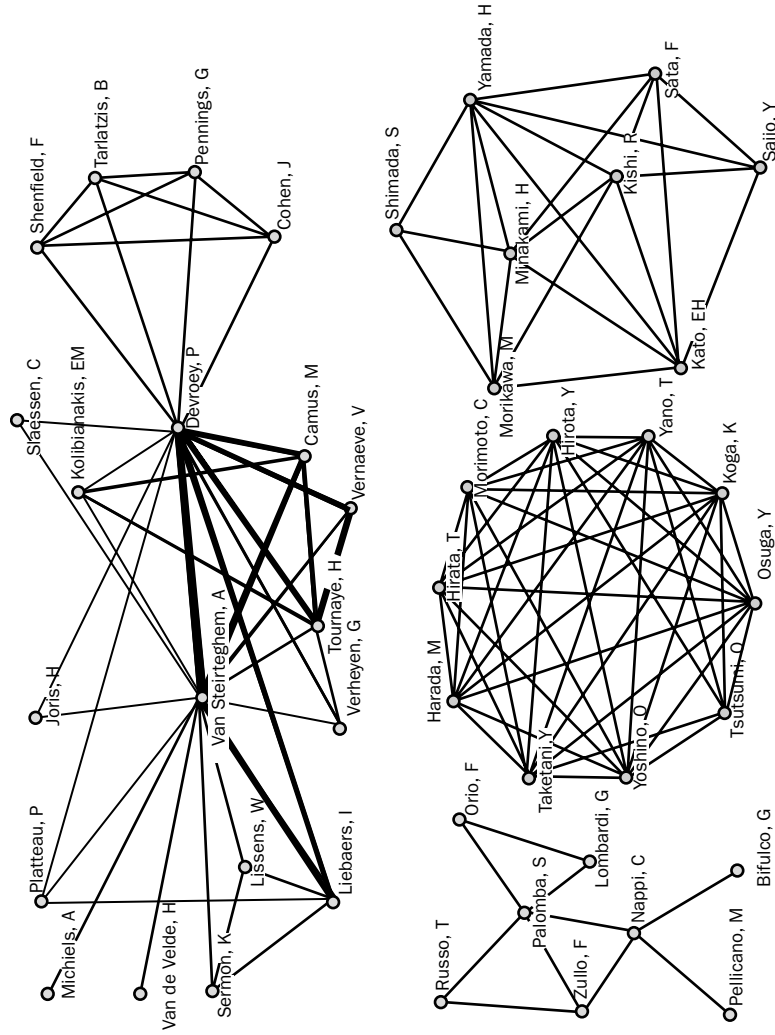 Slaessen, C
Shenfield, F
Tarlatzis, B
Pennings, G
Cohen, J
Kolibianakis, EM
Devroey, P
Camus, M
Vernaeve, V
Joris, H
Van Steirteghem, A
Tournaye, H
Verheyen, G
Platteau, P
Michiels, A
Van de Velde, H
Sermon, K
Lissens, W
Liebaers, I
Yamada, H
Shimada, S
Sata, F
Kishi, R
Minakami, H
Saijo, Y
Morikawa, M
Kato, EH
Morimoto, C
Hirota, Y
Yano, T
Koga, K
Hirata, T
Osuga, Y
Harada, M
Taketani,Y
Yoshino, O
Tsutsumi, O
Orio, F
Palomba, S
Lombardi, G
Russo, T
Zullo, F
Nappi, C
Bifulco, G
Pellicano, M